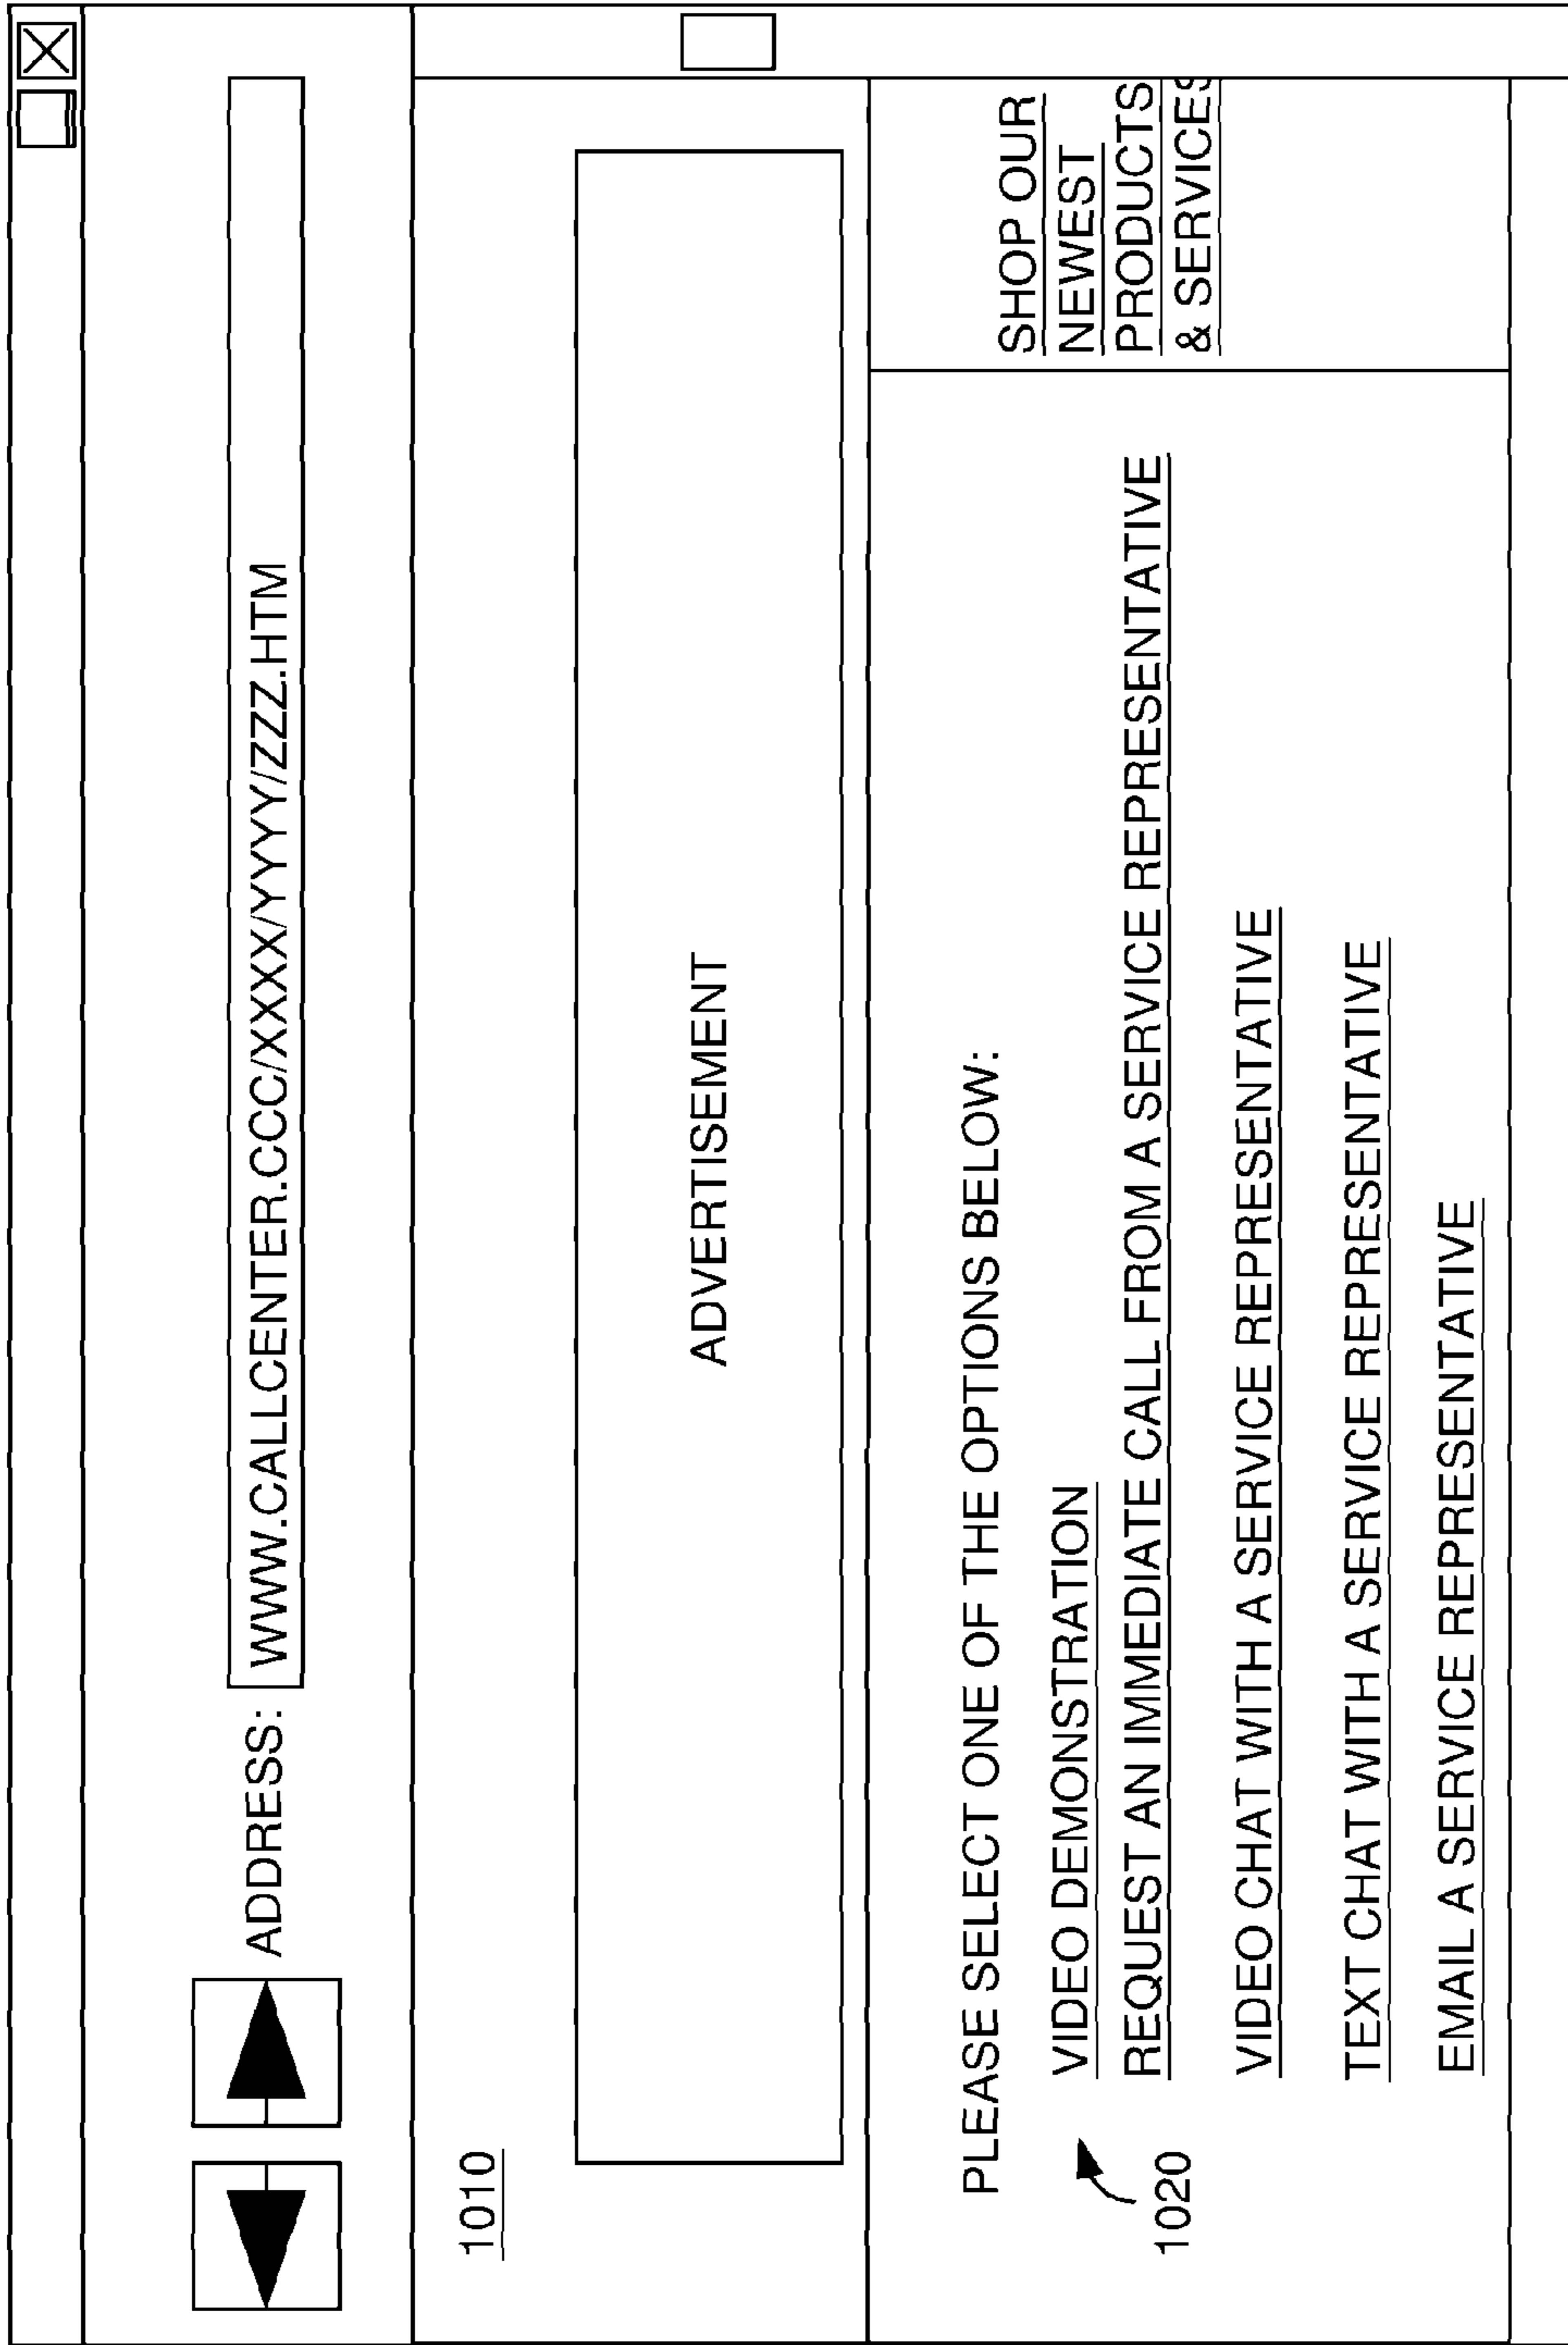 ADDRESS: WWW.CALLCENTER.CCC/XXXX/YYYY/ZZZ.HTM
1010
ADVERTISEMENT
PLEASE SELECT ONE OF THE OPTIONS BELOW:
VIDEO DEMONSTRATION
REQUEST AN IMMEDIATE CALL FROM A SERVICE REPRESENTATIVE
VIDEO CHAT WITH A SERVICE REPRESENTATIVE
TEXT CHAT WITH A SERVICE REPRESENTATIVE
EMAIL A SERVICE REPRESENTATIVE
1020
SHOP OUR
NEWEST
PRODUCTS
& SERVICES